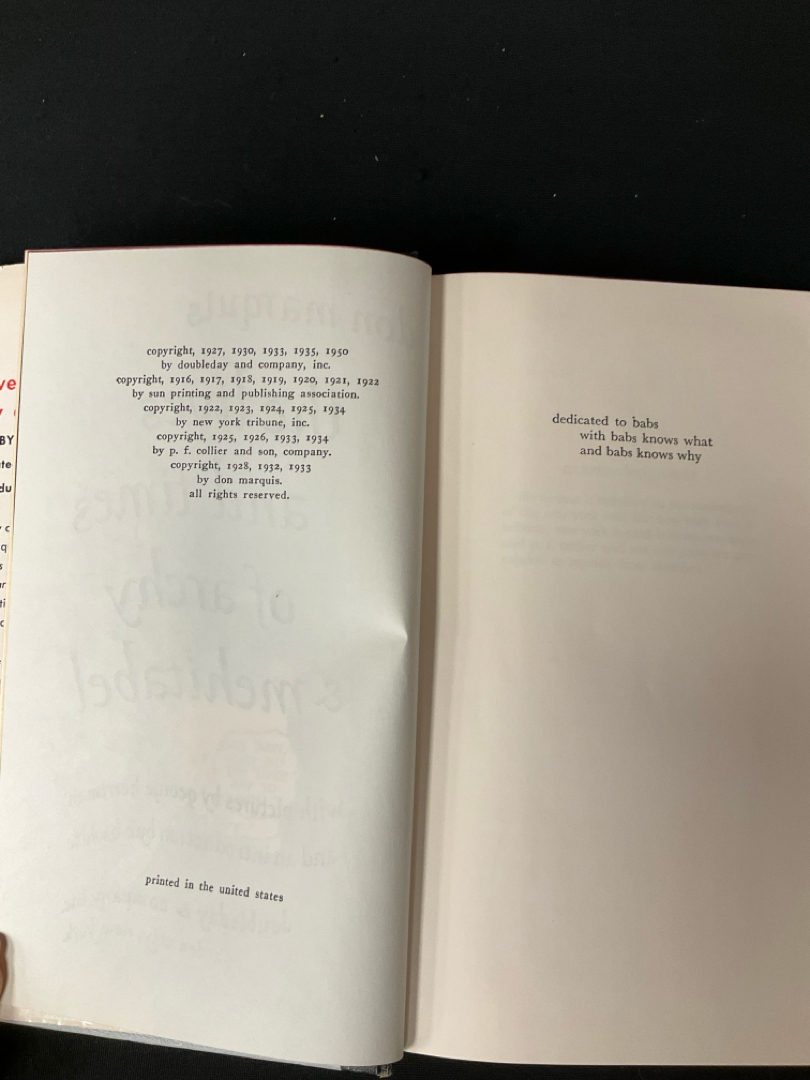 copyright, 1927, 1930, 1933, 1935, 1950
by doubleday and company, inc.
copyright, 1916, 1917, 1918, 1919, 1920, 1921, 1922
by sun printing and publishing association.
copyright, 1922, 1923, 1924, 1925, 1934
by new york tribune, inc.
copyright, 1925, 1926, 1933, 1934
by p. f. collier and son, company.
copyright, 1928, 1932, 1933
by don marquis.
all rights reserved.
printed in the united states
dedicated to babs
with babs knows what
and babs knows why